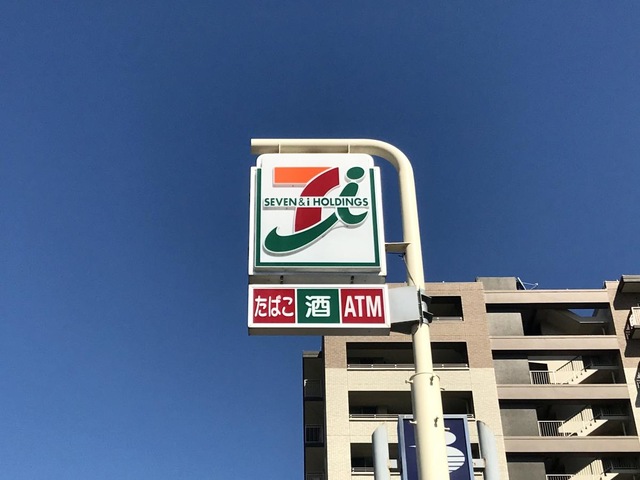 7i
SEVEN & i HOLDINGS
たばこ 酒 ATM